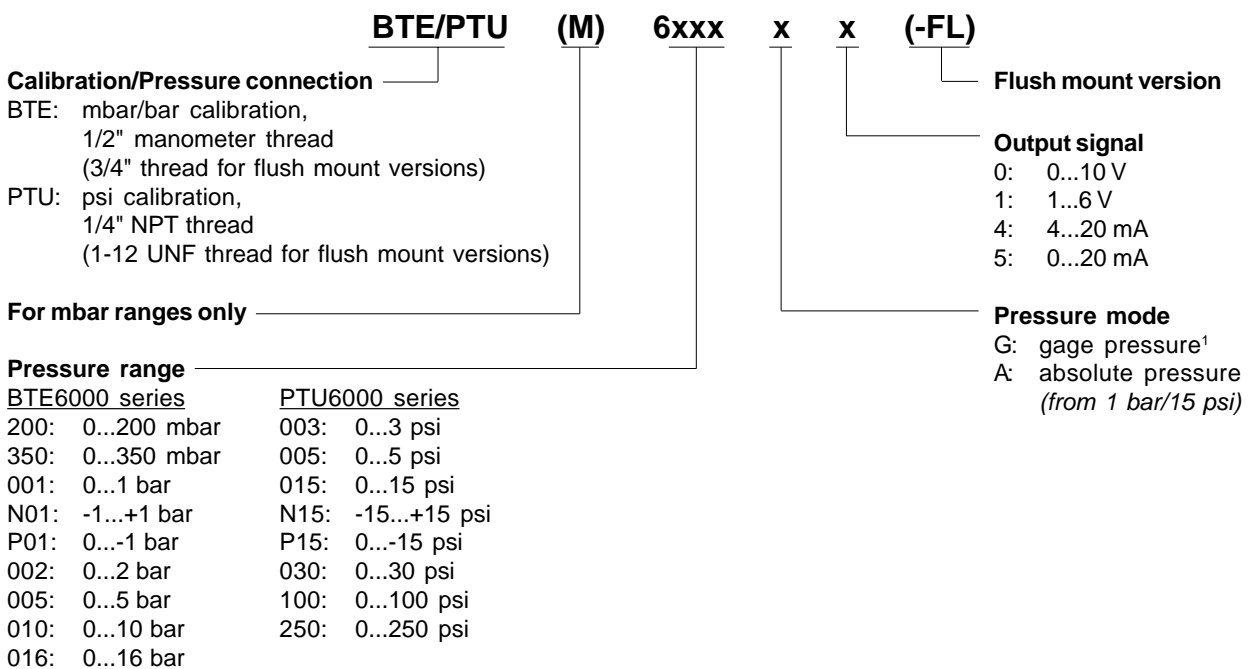 BTE/PTU (M) 6xxx x x (-FL)
Calibration/Pressure connection
BTE: mbar/bar calibration,
1/2" manometer thread
(3/4" thread for flush mount versions)
PTU: psi calibration,
1/4" NPT thread
(1-12 UNF thread for flush mount versions)
For mbar ranges only
Pressure range
BTE6000 series
200: 0...200 mbar
350: 0...350 mbar
001: 0...1 bar
N01: -1...+1 bar
P01: 0...-1 bar
002: 0...2 bar
005: 0...5 bar
010: 0...10 bar
016: 0...16 bar
PTU6000 series
003: 0...3 psi
005: 0...5 psi
015: 0...15 psi
N15: -15...+15 psi
P15: 0...-15 psi
030: 0...30 psi
100: 0...100 psi
250: 0...250 psi
Flush mount version
Output signal
0: 0...10 V
1: 1...6 V
4: 4...20 mA
5: 0...20 mA
Pressure mode
G: gage pressure¹
A: absolute pressure
(from 1 bar/15 psi)